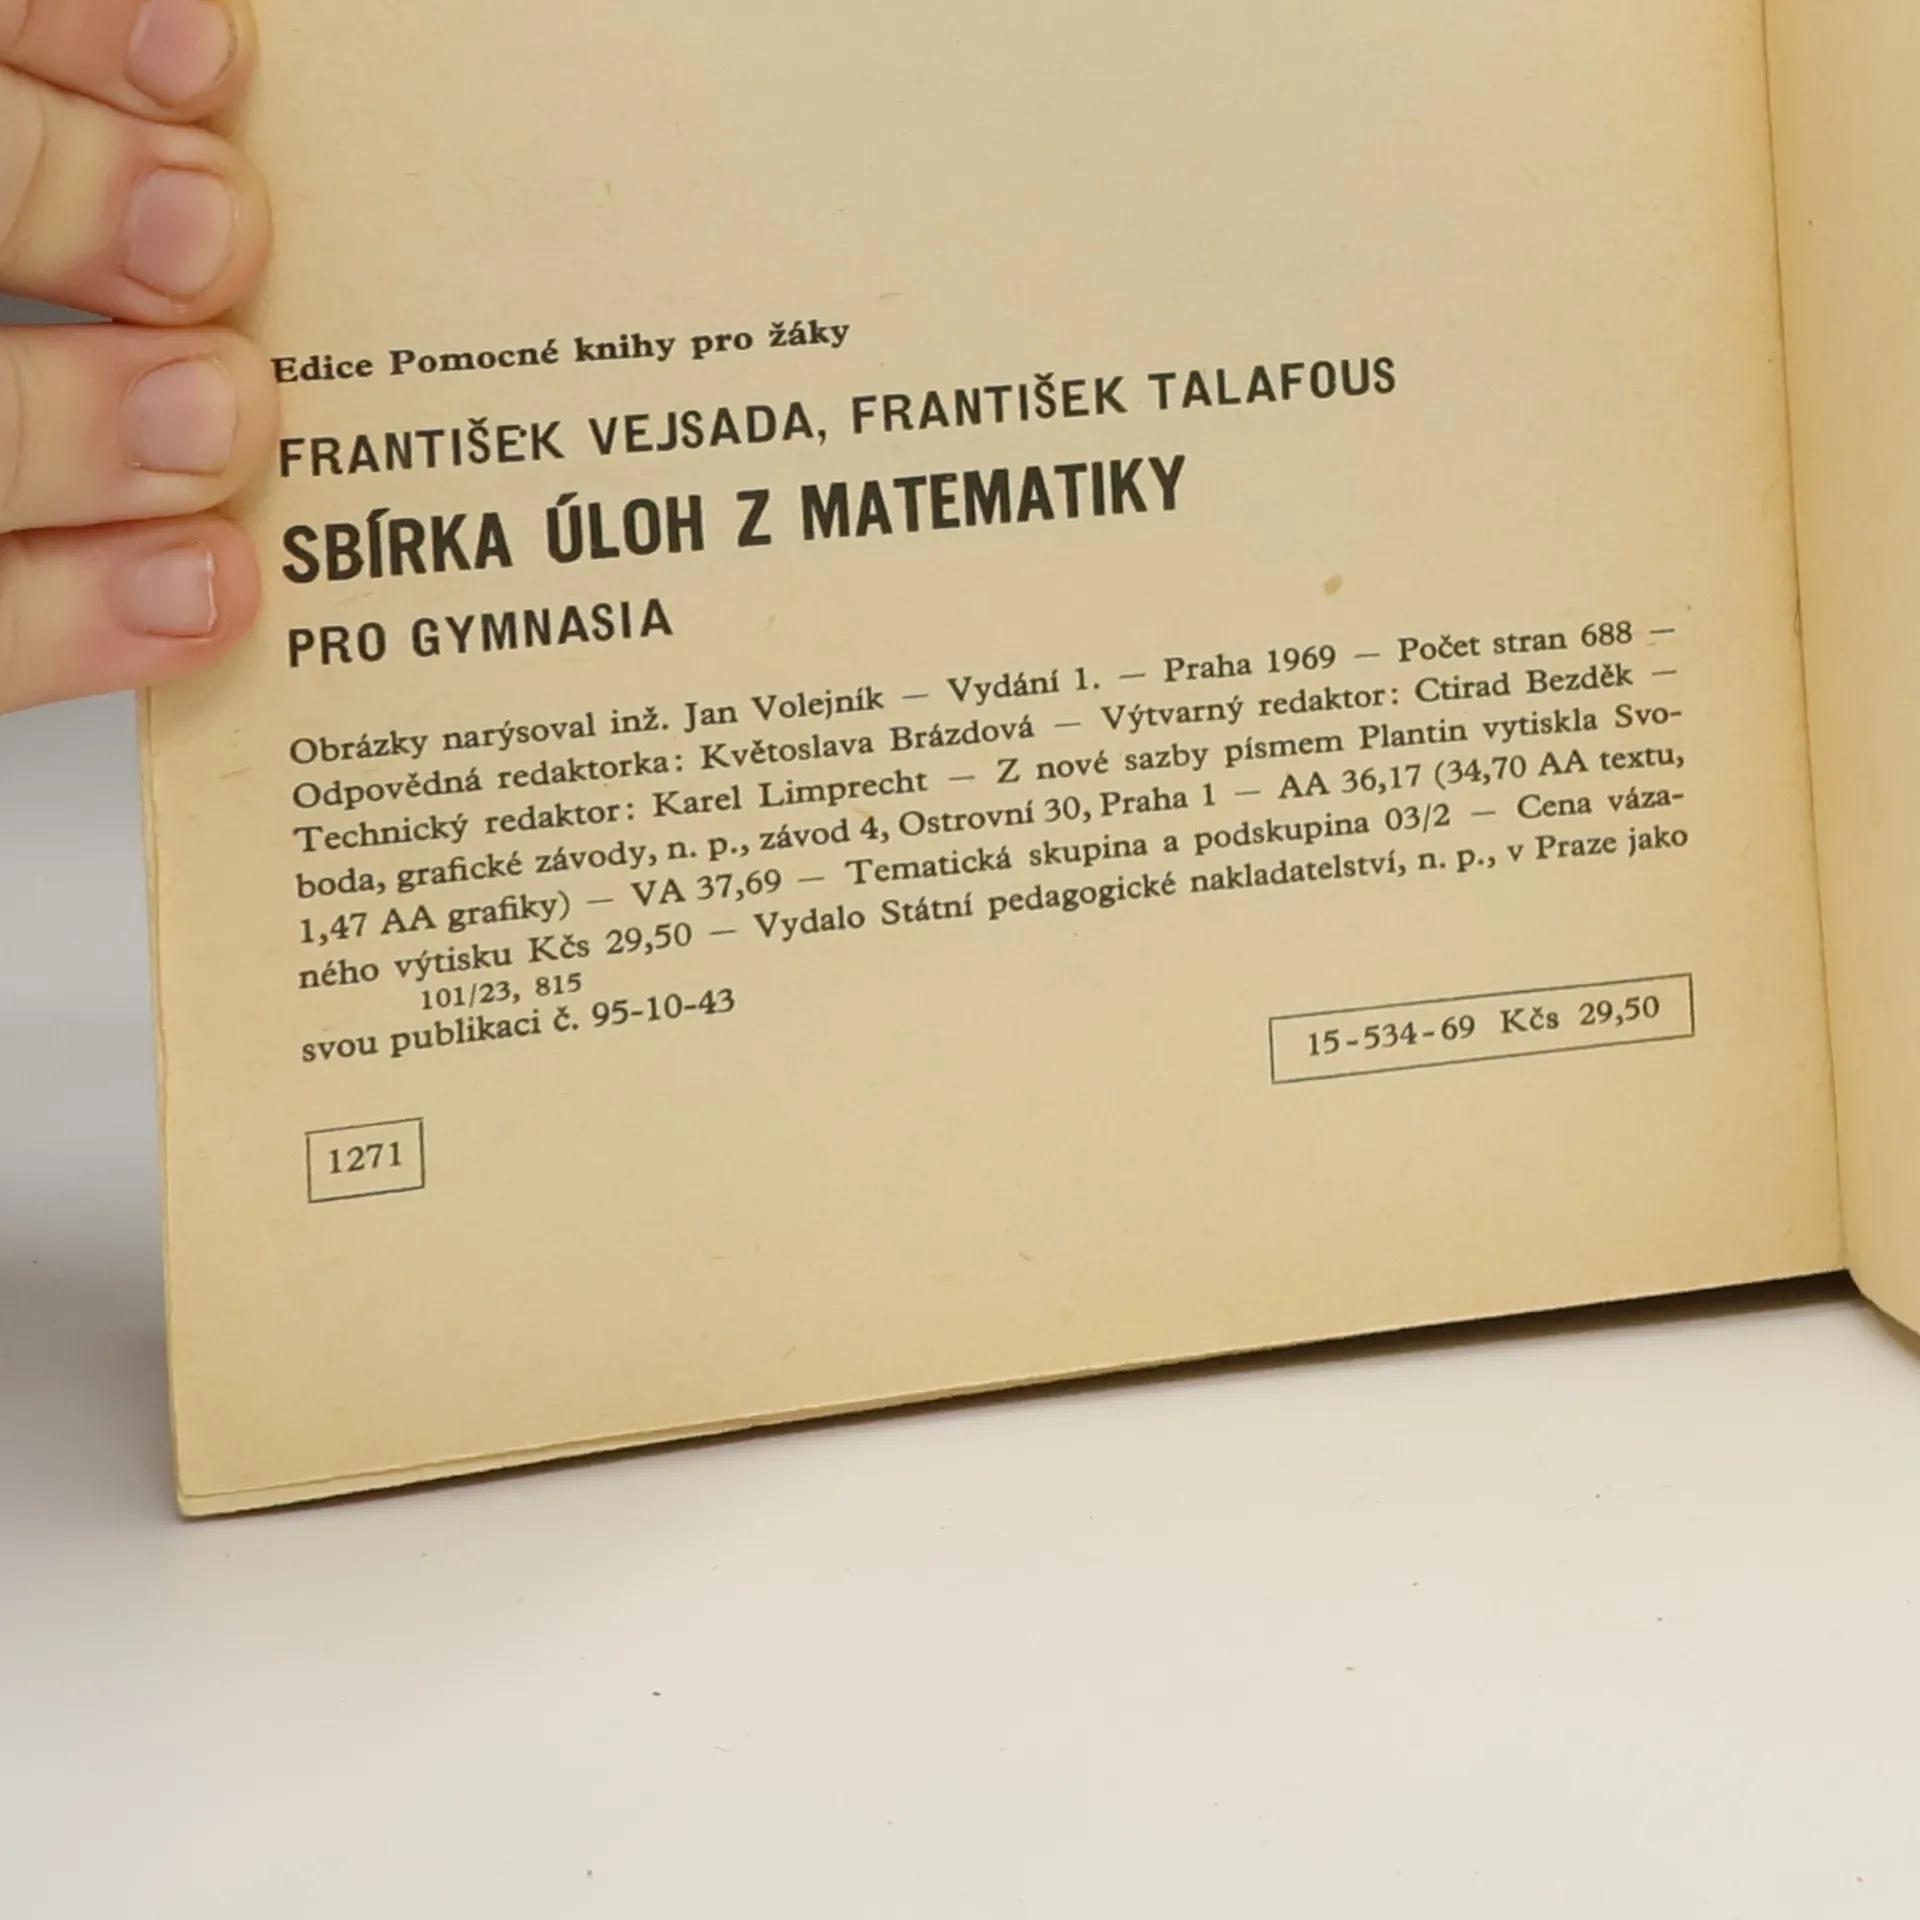 Edice Pomocné knihy pro žáky
FRANTIŠEK VEJSADA, FRANTIŠEK TALAFOUS
SBÍRKA ÚLOH Z MATEMATIKY
PRO GYMNASIA
Obrázky narýsoval inž. Jan Volejník — Vydání 1. — Praha 1969 — Počet stran 688 —
Odpovědná redaktorka: Květoslava Brázdová — Výtvarný redaktor: Ctirad Bezděk —
Technický redaktor: Karel Limprecht — Z nové sazby písmem Plantin vytiskla Svo-
boda, grafické závody, n. p., závod 4, Ostrovní 30, Praha 1 — AA 36,17 (34,70 AA textu,
1,47 AA grafiky) — VA 37,69 — Tematická skupina a podskupina 03/2 — Cena váza-
ného výtisku Kčs 29,50 — Vydalo Státní pedagogické nakladatelství, n. p., v Praze jako
101/23, 815
svou publikaci č. 95-10-43
15-534-69 Kčs 29,50
1271